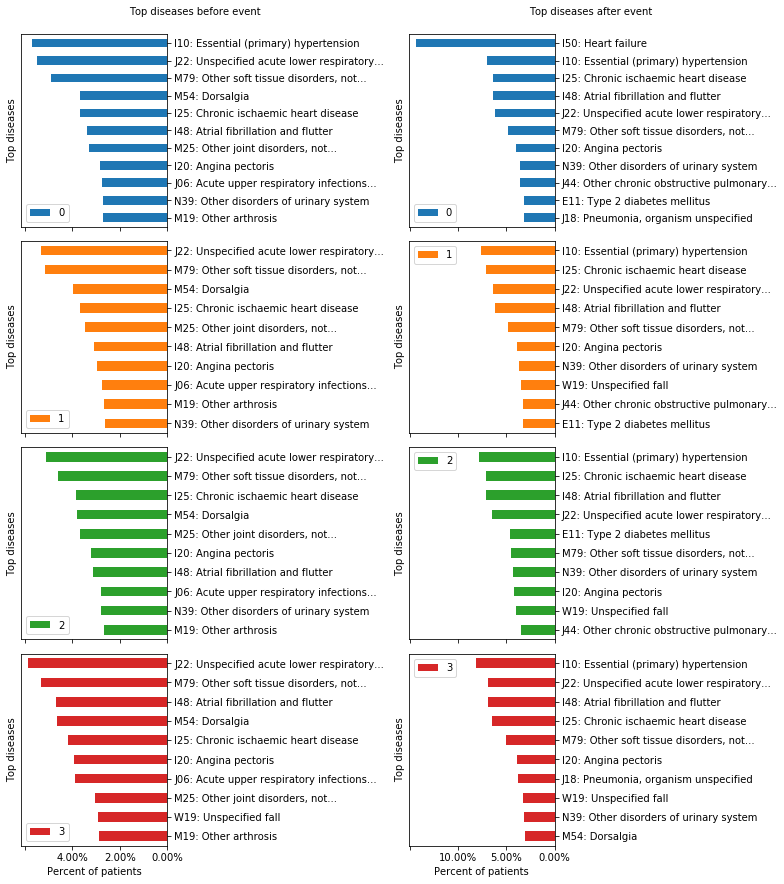 Top diseases before event
Top diseases
I10: Essential (primary) hypertension
J22: Unspecified acute lower respiratory...
M79: Other soft tissue disorders, not...
M54: Dorsalgia
I25: Chronic ischaemic heart disease
I48: Atrial fibrillation and flutter
M25: Other joint disorders, not...
I20: Angina pectoris
J06: Acute upper respiratory infections...
N39: Other disorders of urinary system
M19: Other arthrosis
0
Top diseases after event
Top diseases
I50: Heart failure
I10: Essential (primary) hypertension
I25: Chronic ischaemic heart disease
I48: Atrial fibrillation and flutter
J22: Unspecified acute lower respiratory...
M79: Other soft tissue disorders, not...
I20: Angina pectoris
N39: Other disorders of urinary system
J44: Other chronic obstructive pulmonary...
E11: Type 2 diabetes mellitus
J18: Pneumonia, organism unspecified
0
Top diseases
J22: Unspecified acute lower respiratory...
M79: Other soft tissue disorders, not...
M54: Dorsalgia
I25: Chronic ischaemic heart disease
M25: Other joint disorders, not...
I48: Atrial fibrillation and flutter
I20: Angina pectoris
J06: Acute upper respiratory infections...
M19: Other arthrosis
N39: Other disorders of urinary system
1
Top diseases
1
I10: Essential (primary) hypertension
I25: Chronic ischaemic heart disease
J22: Unspecified acute lower respiratory...
I48: Atrial fibrillation and flutter
M79: Other soft tissue disorders, not...
I20: Angina pectoris
N39: Other disorders of urinary system
W19: Unspecified fall
J44: Other chronic obstructive pulmonary...
E11: Type 2 diabetes mellitus
Top diseases
J22: Unspecified acute lower respiratory...
M79: Other soft tissue disorders, not...
I25: Chronic ischaemic heart disease
M54: Dorsalgia
M25: Other joint disorders, not...
I20: Angina pectoris
I48: Atrial fibrillation and flutter
J06: Acute upper respiratory infections...
N39: Other disorders of urinary system
M19: Other arthrosis
2
Top diseases
2
I10: Essential (primary) hypertension
I25: Chronic ischaemic heart disease
I48: Atrial fibrillation and flutter
J22: Unspecified acute lower respiratory...
E11: Type 2 diabetes mellitus
M79: Other soft tissue disorders, not...
N39: Other disorders of urinary system
I20: Angina pectoris
W19: Unspecified fall
J44: Other chronic obstructive pulmonary...
Top diseases
J22: Unspecified acute lower respiratory...
M79: Other soft tissue disorders, not...
I48: Atrial fibrillation and flutter
M54: Dorsalgia
I25: Chronic ischaemic heart disease
I20: Angina pectoris
J06: Acute upper respiratory infections...
M25: Other joint disorders, not...
W19: Unspecified fall
M19: Other arthrosis
3
4.00% 2.00% 0.00%
Percent of patients
Top diseases
3
I10: Essential (primary) hypertension
J22: Unspecified acute lower respiratory...
I48: Atrial fibrillation and flutter
I25: Chronic ischaemic heart disease
M79: Other soft tissue disorders, not...
I20: Angina pectoris
J18: Pneumonia, organism unspecified
W19: Unspecified fall
N39: Other disorders of urinary system
M54: Dorsalgia
10.00% 5.00% 0.00%
Percent of patients